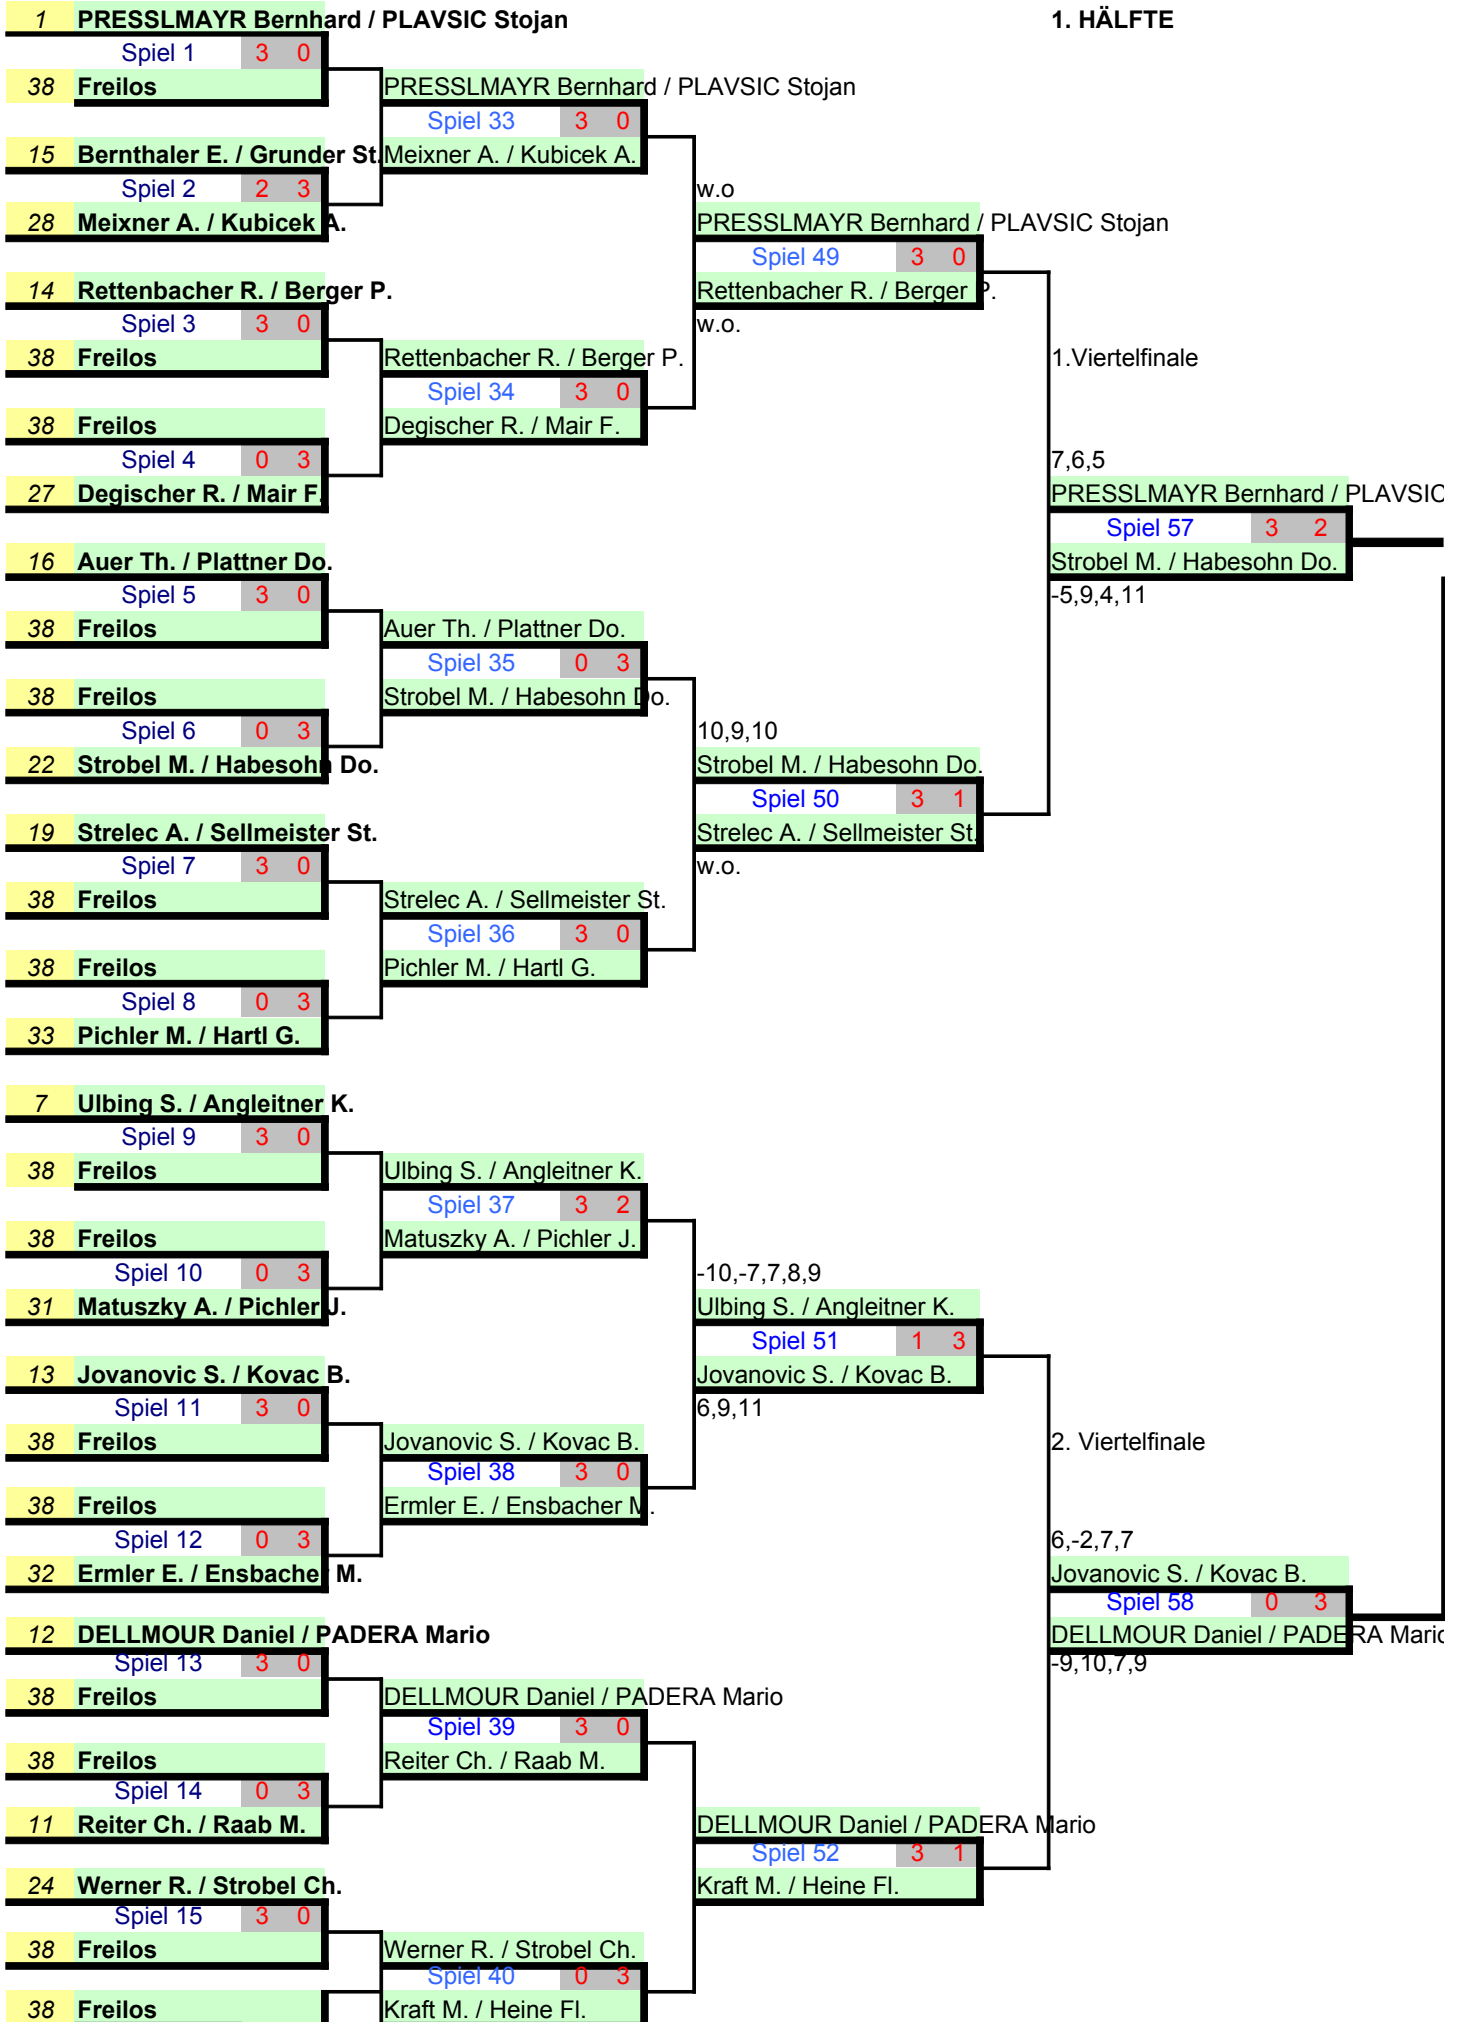 1 PRESSLMAYR Bernhard / PLAVSIC Stojan 1. HÄLFTE
Spiel 1 3 0
38 Freilos PRESSLMAYR Bernhard / PLAVSIC Stojan
Spiel 33 3 0
15 Bernthaler E. / Grunder St. Meixner A. / Kubicek A.
Spiel 2 2 3 w.o
28 Meixner A. / Kubicek A. PRESSLMAYR Bernhard / PLAVSIC Stojan
Spiel 49 3 0
14 Rettenbacher R. / Berger P. Rettenbacher R. / Berger P.
Spiel 3 3 0 w.o.
38 Freilos Rettenbacher R. / Berger P. 1.Viertelfinale
Spiel 34 3 0
38 Freilos Degischer R. / Mair F.
Spiel 4 0 3 7,6,5
27 Degischer R. / Mair F. PRESSLMAYR Bernhard / PLAVSIC
Spiel 57 3 2
16 Auer Th. / Plattner Do. Strobel M. / Habesohn Do.
Spiel 5 3 0 -5,9,4,11
38 Freilos Auer Th. / Plattner Do.
Spiel 35 0 3
38 Freilos Strobel M. / Habesohn Do.
Spiel 6 0 3 10,9,10
22 Strobel M. / Habesohn Do. Strobel M. / Habesohn Do.
Spiel 50 3 1
19 Strelec A. / Sellmeister St. Strelec A. / Sellmeister St.
Spiel 7 3 0 w.o.
38 Freilos Strelec A. / Sellmeister St.
Spiel 36 3 0
38 Freilos Pichler M. / Hartl G.
Spiel 8 0 3
33 Pichler M. / Hartl G.
7 Ulbing S. / Angleitner K.
Spiel 9 3 0
38 Freilos Ulbing S. / Angleitner K.
Spiel 37 3 2
38 Freilos Matuszky A. / Pichler J.
Spiel 10 0 3 -10,-7,7,8,9
31 Matuszky A. / Pichler J. Ulbing S. / Angleitner K.
Spiel 51 1 3
13 Jovanovic S. / Kovac B. Jovanovic S. / Kovac B.
Spiel 11 3 0 6,9,11
38 Freilos Jovanovic S. / Kovac B. 2. Viertelfinale
Spiel 38 3 0
38 Freilos Ermler E. / Ensbacher M.
Spiel 12 0 3 6,-2,7,7
32 Ermler E. / Ensbacher M. Jovanovic S. / Kovac B.
Spiel 58 0 3
12 DELLMOUR Daniel / PADERA Mario DELLMOUR Daniel / PADERA Mario
Spiel 13 3 0 -9,10,7,9
38 Freilos DELLMOUR Daniel / PADERA Mario
Spiel 39 3 0
38 Freilos Reiter Ch. / Raab M.
Spiel 14 0 3
11 Reiter Ch. / Raab M. DELLMOUR Daniel / PADERA Mario
Spiel 52 3 1
24 Werner R. / Strobel Ch. Kraft M. / Heine Fl.
Spiel 15 3 0
38 Freilos Werner R. / Strobel Ch.
Spiel 40 0 3
38 Freilos Kraft M. / Heine Fl.